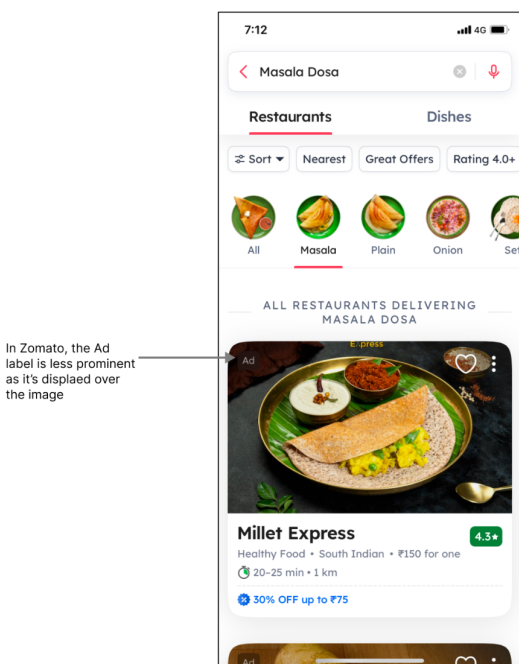 7:12
4G
Masala Dosa
Restaurants Dishes
Sort Nearest Great Offers Rating 4.0+
All Masala Plain Onion Set
ALL RESTAURANTS DELIVERING
MASALA DOSA
In Zomato, the Ad
label is less prominent
as it's displaed over
the image
Express
Ad
Millet Express
4.3★
Healthy Food • South Indian • ₹150 for one
20-25 min • 1 km
30% OFF up to ₹75
Ad